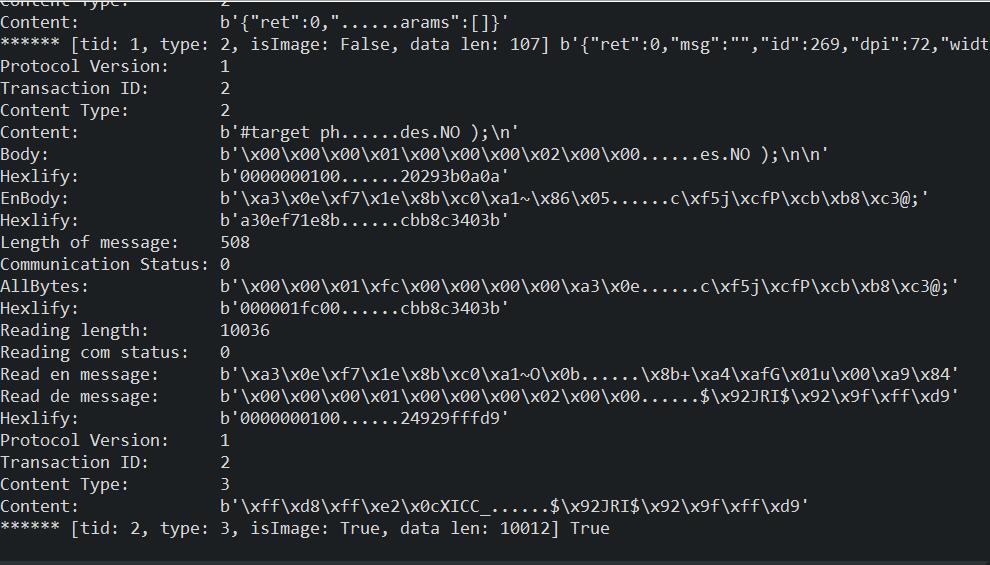 Content Type: 2
Content: b'{"ret":0,"......arams":[]}'
****** [tid: 1, type: 2, isImage: False, data len: 107] b'{"ret":0,"msg":"","id":269,"dpi":72,"widt
Protocol Version: 1
Transaction ID: 2
Content Type: 2
Content: b'#target ph......des.NO );\n'
Body: b'\x00\x00\x00\x01\x00\x00\x00\x02\x00\x00......es.NO );\n\n'
Hexlify: b'0000000100......20293b0a0a'
EnBody: b'\xa3\x0e\xf7\x1e\x8b\xc0\xa1~\x86\x05......c\xf5j\xcfP\xcb\xb8\xc3@;'
Hexlify: b'a30ef71e8b......cbb8c3403b'
Length of message: 508
Communication Status: 0
AllBytes: b'\x00\x00\x01\xfc\x00\x00\x00\x00\xa3\x0e......c\xf5j\xcfP\xcb\xb8\xc3@;'
Hexlify: b'000001fc00......cbb8c3403b'
Reading length: 10036
Reading com status: 0
Read en message: b'\xa3\x0e\xf7\x1e\x8b\xc0\xa1~O\x0b......\x8b+\xa4\xafG\x01u\x00\xa9\x84'
Read de message: b'\x00\x00\x00\x01\x00\x00\x00\x02\x00\x00......$\x92JRI$\x92\x9f\xff\xd9'
Hexlify: b'0000000100......24929fffd9'
Protocol Version: 1
Transaction ID: 2
Content Type: 3
Content: b'\xff\xd8\xff\xe2\x0cXICC_......$\x92JRI$\x92\x9f\xff\xd9'
****** [tid: 2, type: 3, isImage: True, data len: 10012] True